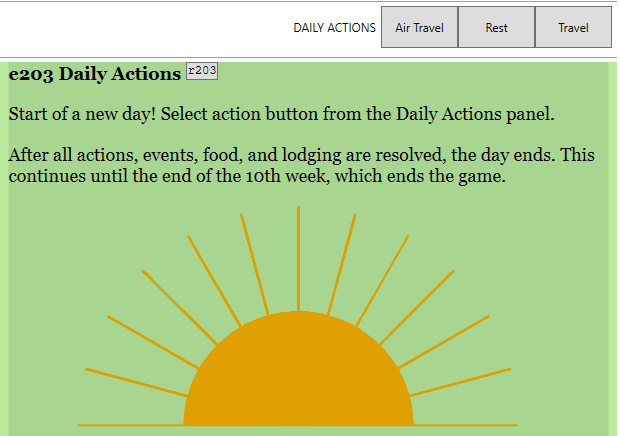 DAILY ACTIONS Air Travel Rest Travel
e203 Daily Actions r203
Start of a new day! Select action button from the Daily Actions panel.
After all actions, events, food, and lodging are resolved, the day ends. This
continues until the end of the 10th week, which ends the game.